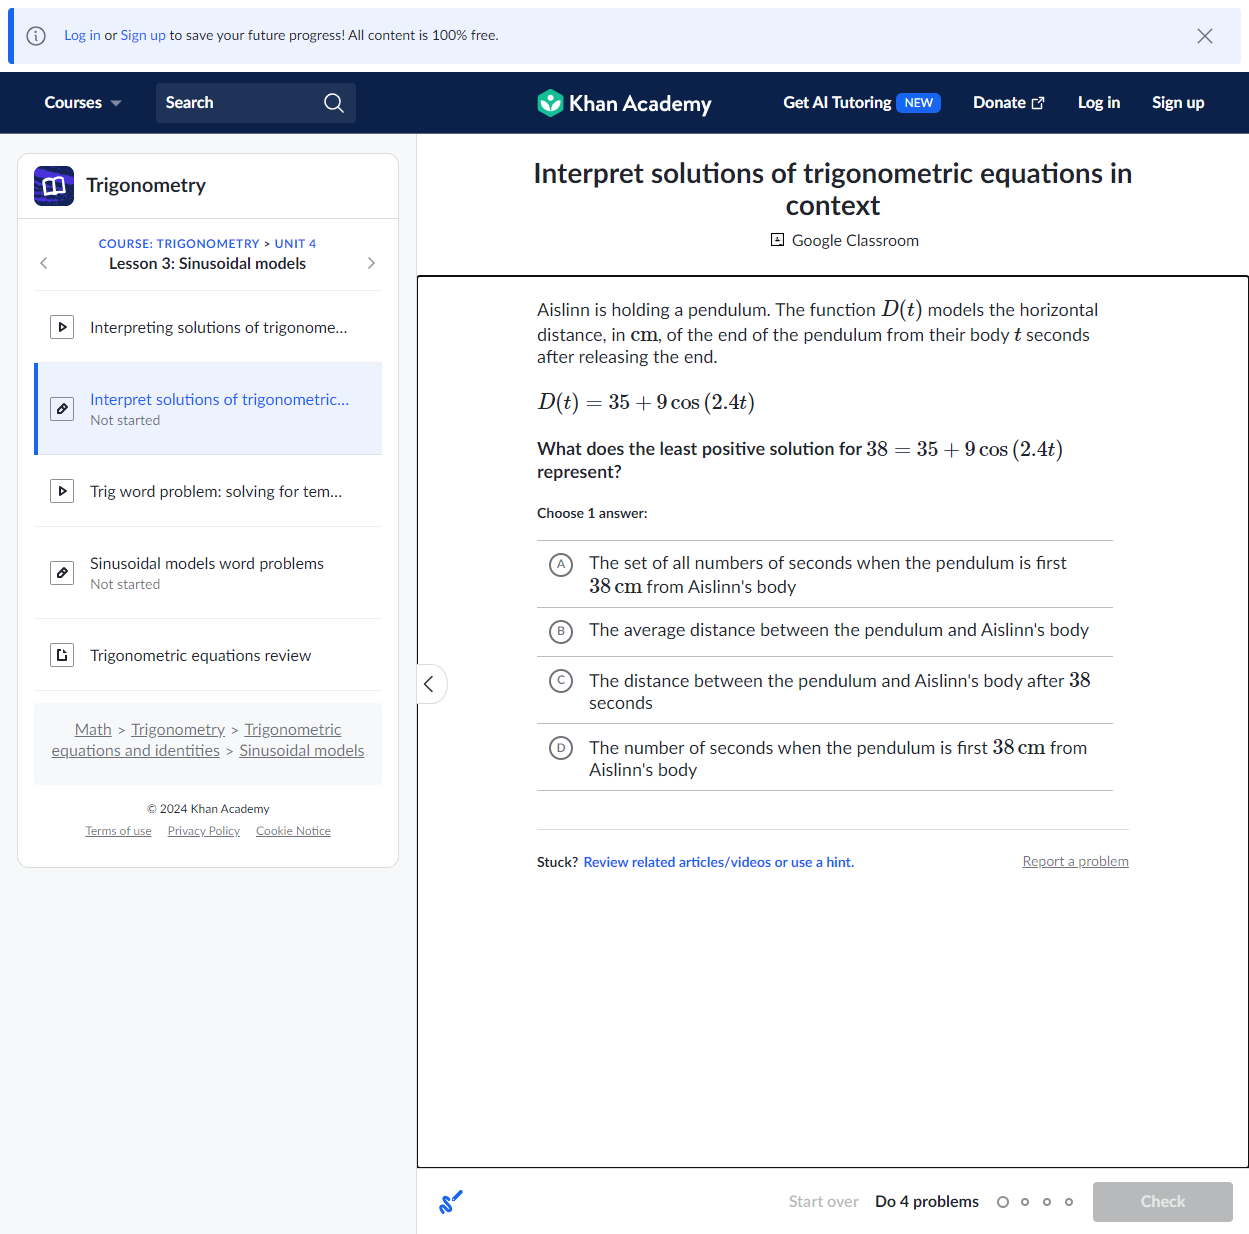 Log in or Sign up to save your future progress! All content is 100% free.
Courses
Search
Khan Academy
Get AI Tutoring NEW
Donate
Log in
Sign up
Trigonometry
COURSE: TRIGONOMETRY > UNIT 4
Lesson 3: Sinusoidal models
Interpreting solutions of trigonome...
Interpret solutions of trigonometric...
Not started
Trig word problem: solving for tem...
Sinusoidal models word problems
Not started
Trigonometric equations review
Math > Trigonometry > Trigonometric
equations and identities > Sinusoidal models
© 2024 Khan Academy
Terms of use Privacy Policy Cookie Notice
Interpret solutions of trigonometric equations in
context
Google Classroom
Aislinn is holding a pendulum. The function D(t) models the horizontal
distance, in cm, of the end of the pendulum from their body t seconds
after releasing the end.
D(t) = 35 + 9 cos (2.4t)
What does the least positive solution for 38 = 35 + 9 cos (2.4t)
represent?
Choose 1 answer:
A The set of all numbers of seconds when the pendulum is first
38 cm from Aislinn's body
B The average distance between the pendulum and Aislinn's body
C The distance between the pendulum and Aislinn's body after 38
seconds
D The number of seconds when the pendulum is first 38 cm from
Aislinn's body
Stuck? Review related articles/videos or use a hint.
Report a problem
Start over
Do 4 problems
Check